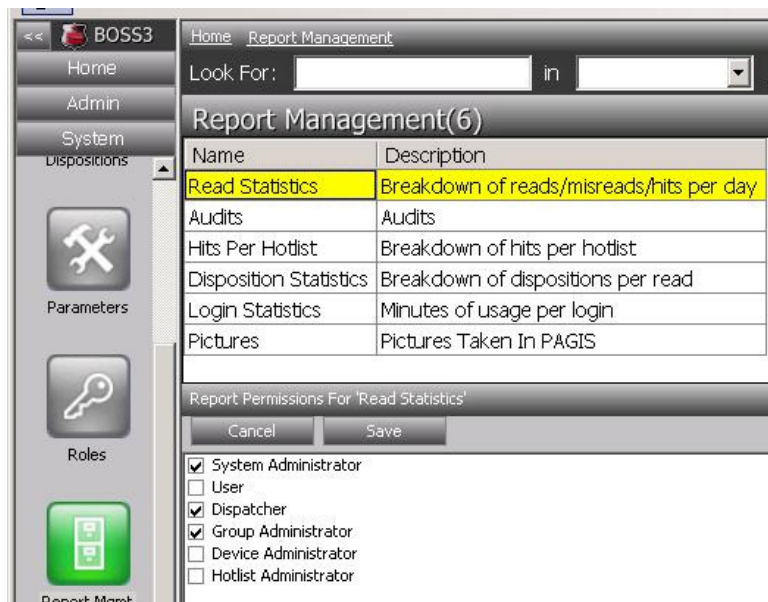 << BOSS3
Home
Admin
System
Dispositions
Parameters
Roles
Report Mgmt
Home Report Management
Look For: in
Report Management(6)
Name Description
Read Statistics Breakdown of reads/misreads/hits per day
Audits Audits
Hits Per Hotlist Breakdown of hits per hotlist
Disposition Statistics Breakdown of dispositions per read
Login Statistics Minutes of usage per login
Pictures Pictures Taken In PAGIS
Report Permissions For 'Read Statistics'
Cancel Save
System Administrator
User
Dispatcher
Group Administrator
Device Administrator
Hotlist Administrator